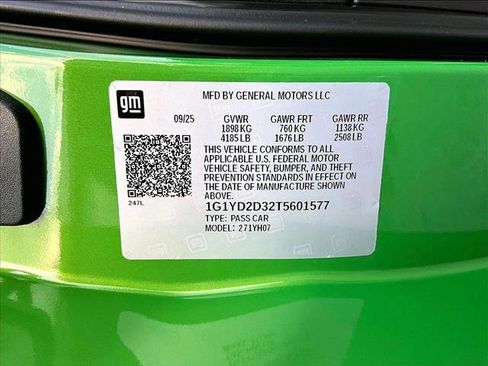 gm
MFD BY GENERAL MOTORS LLC
09/25 GVWR GAWR FRT GAWR RR
1898 KG 760 KG 1138 KG
4185 LB 1676 LB 2508 LB
THIS VEHICLE CONFORMS TO ALL
APPLICABLE U.S. FEDERAL MOTOR
VEHICLE SAFETY, BUMPER, AND THEFT
PREVENTION STANDARDS IN EFFECT ON
THE DATE OF MANUFACTURE SHOWN
ABOVE.
247L
1G1YD2D32T5601577
TYPE: PASS CAR
MODEL: 271YH07